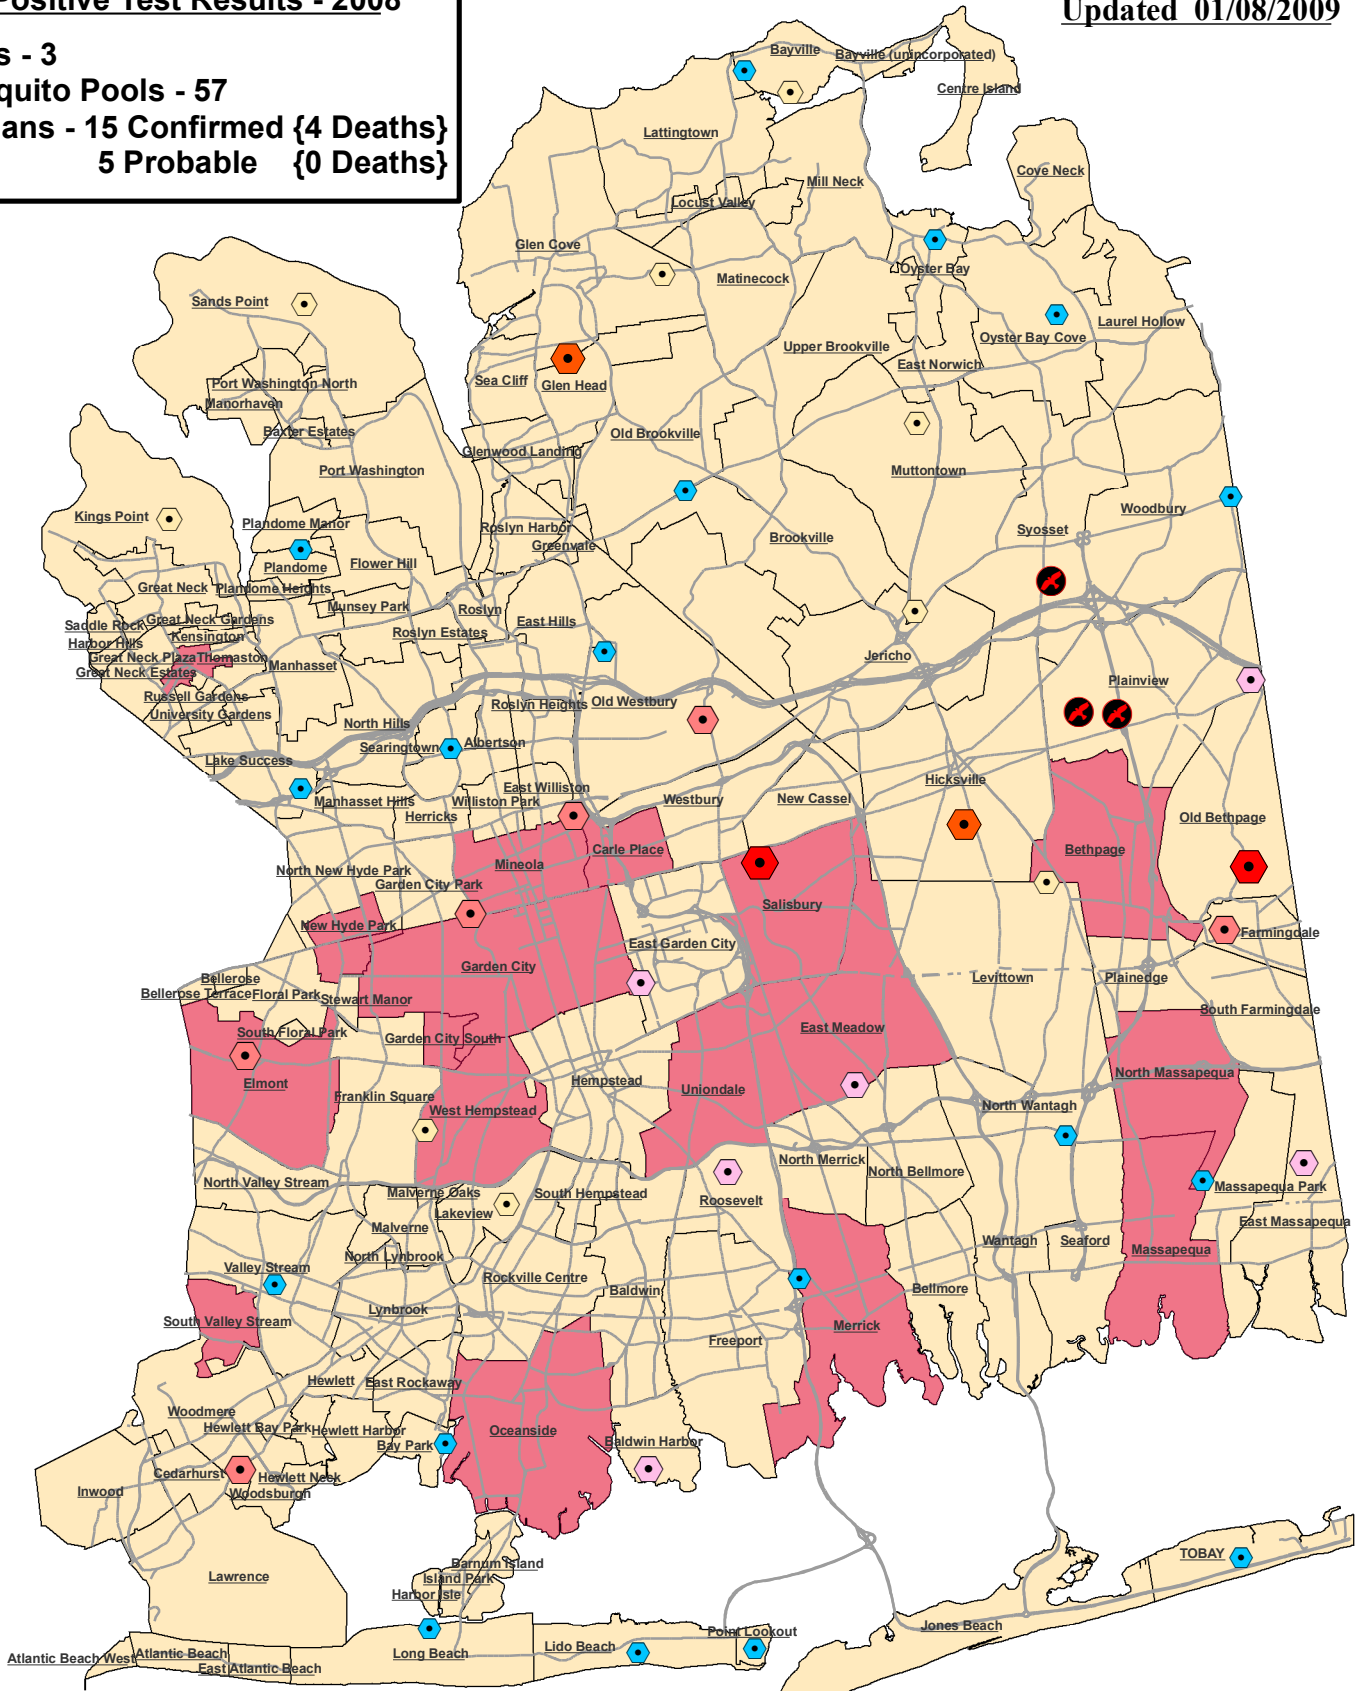 Positive Test Results - 2008
s - 3
quito Pools - 57
ans - 15 Confirmed {4 Deaths}
5 Probable {0 Deaths}
Updated 01/08/2009
Bayville
Bayville (unincorporated)
Centre Island
Lattingtown
Cove Neck
Mill Neck
Locust Valley
Glen Cove
Oyster Bay
Matinecock
Sands Point
Laurel Hollow
Oyster Bay Cove
Upper Brookville
East Norwich
Sea Cliff
Glen Head
Port Washington North
Manorhaven
Baxter Estates
Old Brookville
Glenwood Landing
Port Washington
Muttontown
Woodbury
Kings Point
Plandome Manor
Roslyn Harbor
Syosset
Brookville
Greenvale
Flower Hill
Plandome
Great Neck
Plandome Heights
Munsey Park
Roslyn
Great Neck Gardens
East Hills
Saddle Rock
Roslyn Estates
Kensington
Harbor Hills
Great Neck Plaza
Thomaston
Manhasset
Jericho
Great Neck Estates
Plainview
Russell Gardens
Roslyn Heights
Old Westbury
University Gardens
North Hills
Searingtown
Albertson
Lake Success
Hicksville
East Williston
Manhasset Hills
Williston Park
Westbury
New Cassel
Herricks
Old Bethpage
Carle Place
Bethpage
Mineola
North New Hyde Park
Garden City Park
Salisbury
New Hyde Park
Farmingdale
East Garden City
Garden City
Levittown
Plainedge
Bellerose
Bellerose Terrace
Floral Park
Stewart Manor
South Farmingdale
South Floral Park
Garden City South
East Meadow
North Massapequa
Elmont
Hempstead
Uniondale
Franklin Square
West Hempstead
North Wantagh
North Merrick
North Bellmore
North Valley Stream
Malverne Oaks
South Hempstead
Roosevelt
Massapequa Park
Lakeview
Malverne
East Massapequa
Wantagh
Seaford
Massapequa
North Lynbrook
Valley Stream
Rockville Centre
Baldwin
Bellmore
Lynbrook
South Valley Stream
Merrick
Freeport
Hewlett
East Rockaway
Woodmere
Hewlett Bay Park
Hewlett Harbor
Oceanside
Bay Park
Baldwin Harbor
Cedarhurst
Hewlett Neck
Inwood
Woodsburgh
TOBAY
Barnum Island
Lawrence
Island Park
Harbor Isle
Jones Beach
Point Lookout
Lido Beach
Long Beach
Atlantic Beach West
Atlantic Beach
East Atlantic Beach